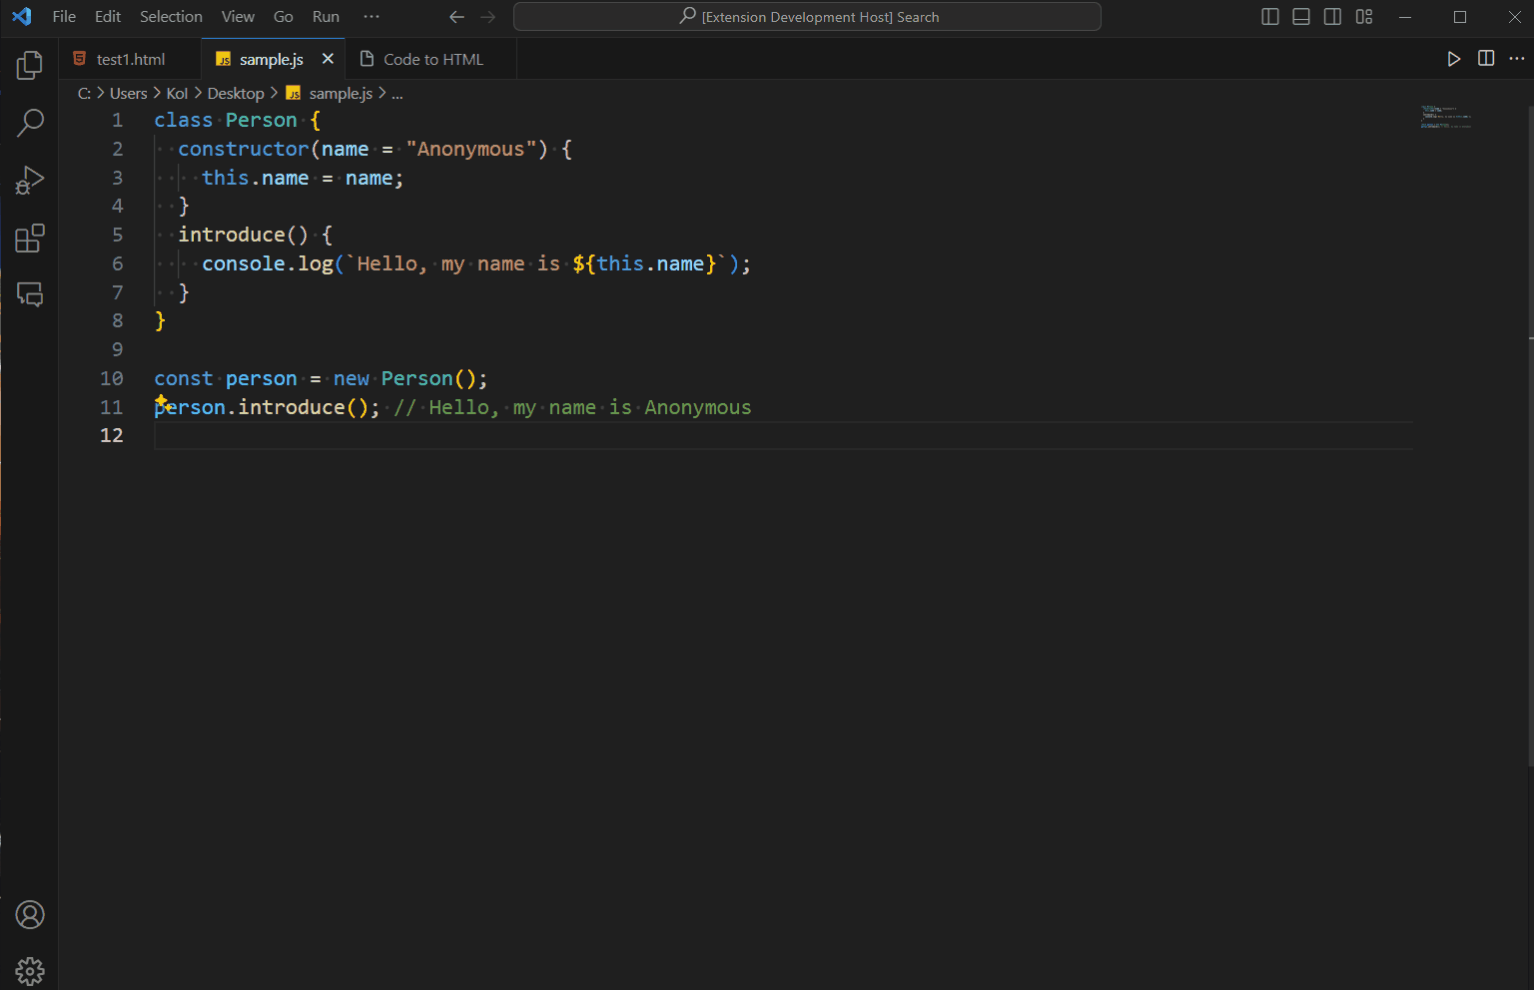 File Edit Selection View Go Run ··· [Extension Development Host] Search
test1.html sample.js Code to HTML
C: > Users > Kol > Desktop > sample.js > ...
1 class Person {
2   constructor(name = "Anonymous") {
3     this.name = name;
4   }
5   introduce() {
6     console.log(`Hello, my name is ${this.name}`);
7   }
8 }
9
10 const person = new Person();
11 person.introduce(); // Hello, my name is Anonymous
12